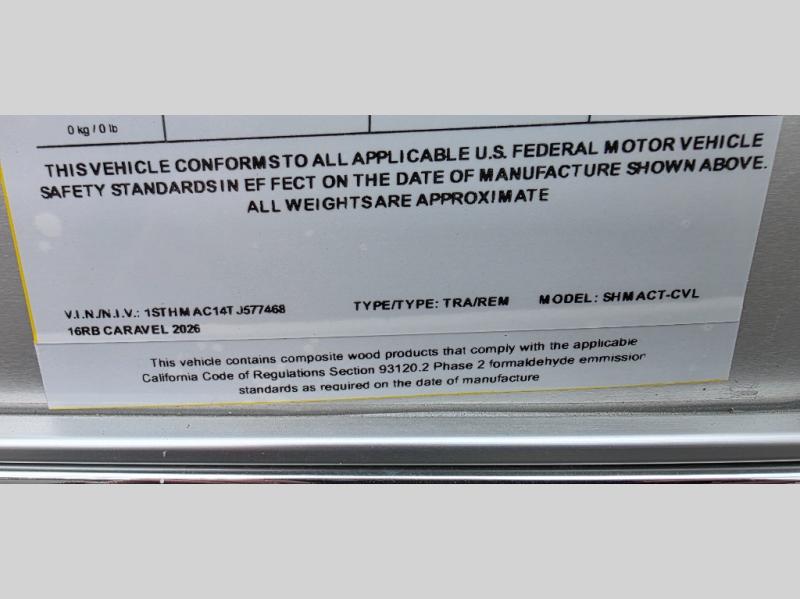 0 kg / 0 lb
THIS VEHICLE CONFORMS TO ALL APPLICABLE U.S. FEDERAL MOTOR VEHICLE
SAFETY STANDARDS IN EF FECT ON THE DATE OF MANUFACTURE SHOWN ABOVE.
ALL WEIGHTS ARE APPROXIMATE
V.I.N./N.I.V.: 1STHMAC14TJ577468 TYPE/TYPE: TRA/REM MODEL: SHMACT-CVL
16RB CARAVEL 2026
This vehicle contains composite wood products that comply with the applicable
California Code of Regulations Section 93120.2 Phase 2 formaldehyde emmission
standards as required on the date of manufacture